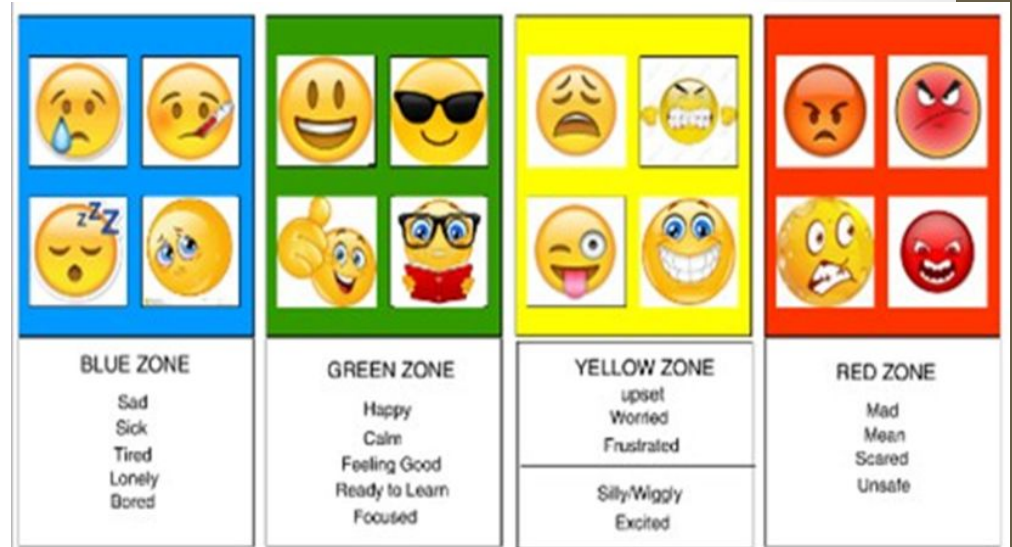 zzZ
BLUE ZONE
Sad
Sick
Tired
Lonely
Bored
GREEN ZONE
Happy
Calm
Feeling Good
Ready to Learn
Focused
YELLOW ZONE
upset
Worried
Frustrated
Silly/Wiggly
Excited
RED ZONE
Mad
Mean
Scared
Unsafe